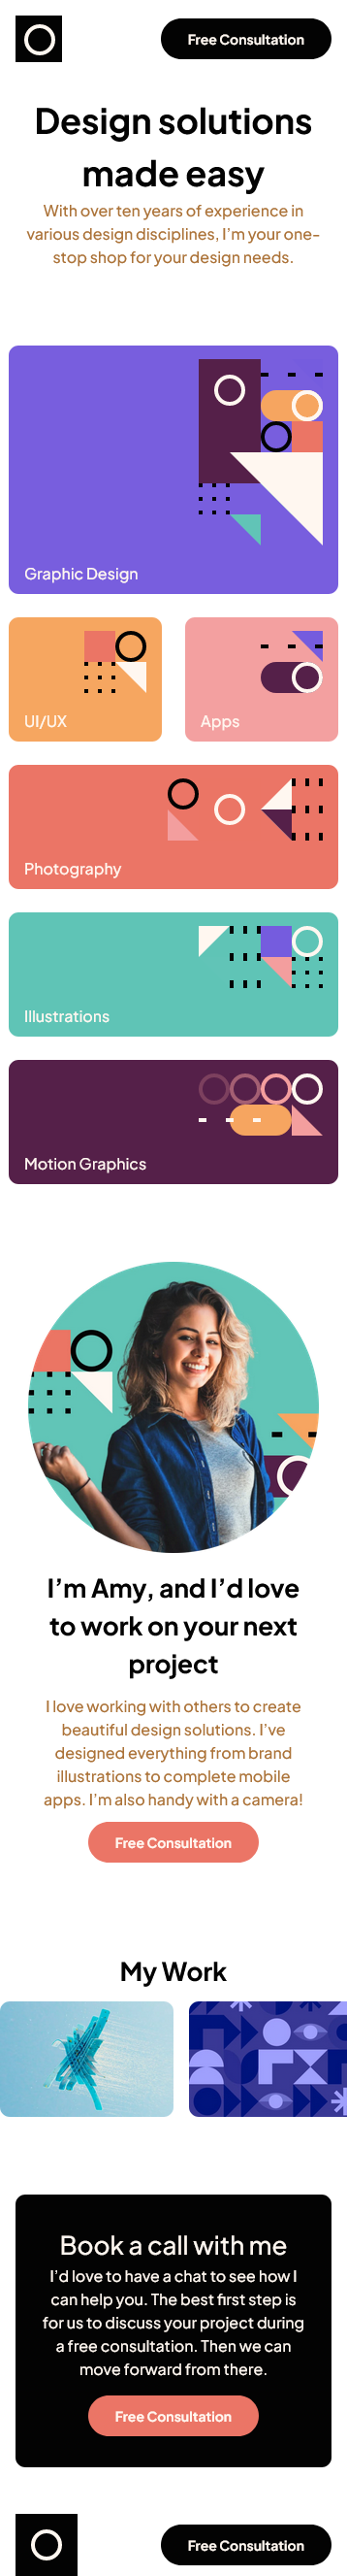 Free Consultation
Design solutions
made easy
With over ten years of experience in
various design disciplines, I’m your one-
stop shop for your design needs.
Graphic Design
UI/UX
Apps
Photography
Illustrations
Motion Graphics
I’m Amy, and I’d love
to work on your next
project
I love working with others to create
beautiful design solutions. I’ve
designed everything from brand
illustrations to complete mobile
apps. I’m also handy with a camera!
Free Consultation
My Work
Book a call with me
I’d love to have a chat to see how I
can help you. The best first step is
for us to discuss your project during
a free consultation. Then we can
move forward from there.
Free Consultation
Free Consultation